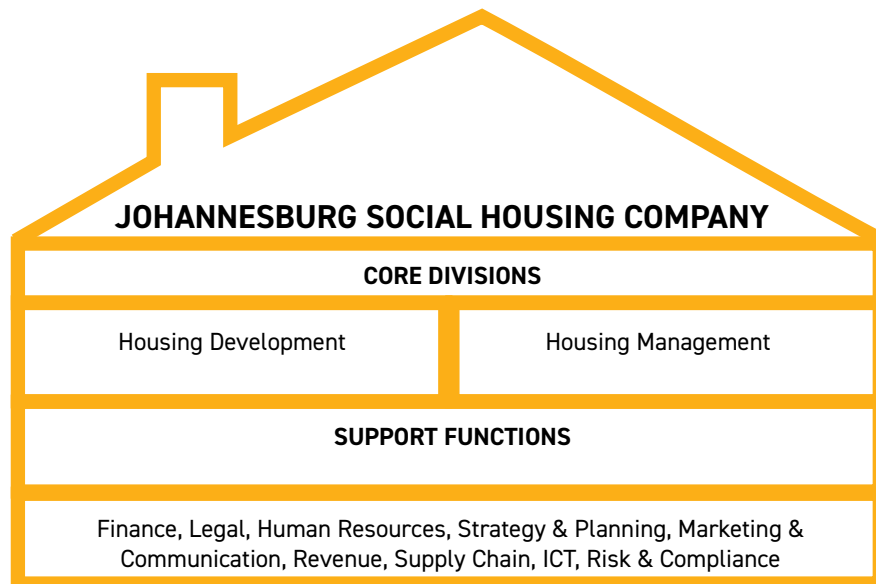 JOHANNESBURG SOCIAL HOUSING COMPANY
CORE DIVISIONS
Housing Development
Housing Management
SUPPORT FUNCTIONS
Finance, Legal, Human Resources, Strategy & Planning, Marketing &
Communication, Revenue, Supply Chain, ICT, Risk & Compliance